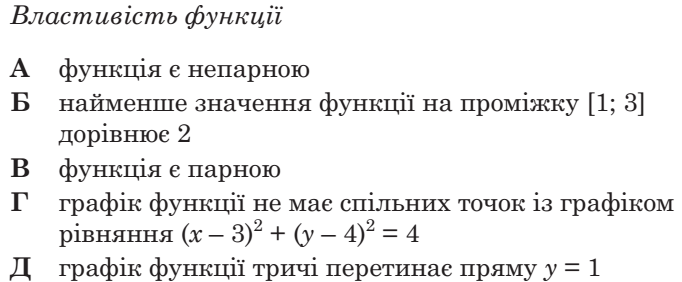 Властивість функції
А функція є непарною
Б найменше значення функції на проміжку [1; 3]
дорівнює 2
В функція є парною
Г графік функції не має спільних точок із графіком
рівняння (x – 3)² + (y – 4)² = 4
Д графік функції тричі перетинає пряму y = 1